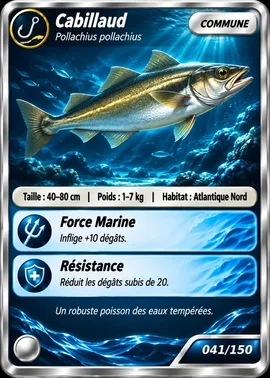 Cabillaud
COMMUNE
Pollachius pollachius
Taille : 40–80 cm | Poids : 1–7 kg | Habitat : Atlantique Nord
Force Marine
Inflige +10 dégâts.
Résistance
Réduit les dégâts subis de 20.
Un robuste poisson des eaux tempérées.
041/150